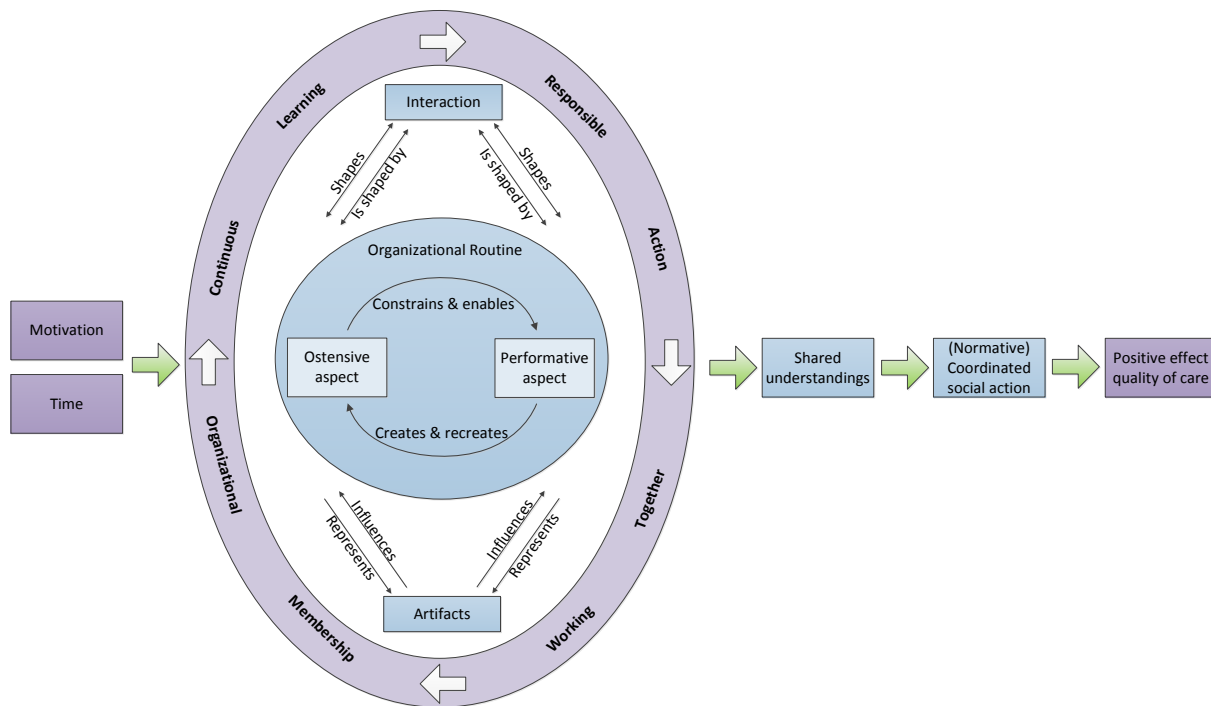 Learning
Responsible
Interaction
Shapes
Is shaped by
Is shaped by
Shapes
Continuous
Action
Organizational Routine
Constrains & enables
Motivation
Time
Ostensive
aspect
Performative
aspect
Creates & recreates
Shared
understandings
(Normative)
Coordinated
social action
Positive effect
quality of care
Organizational
Together
Influences
Represents
Influences
Represents
Artifacts
Membership
Working